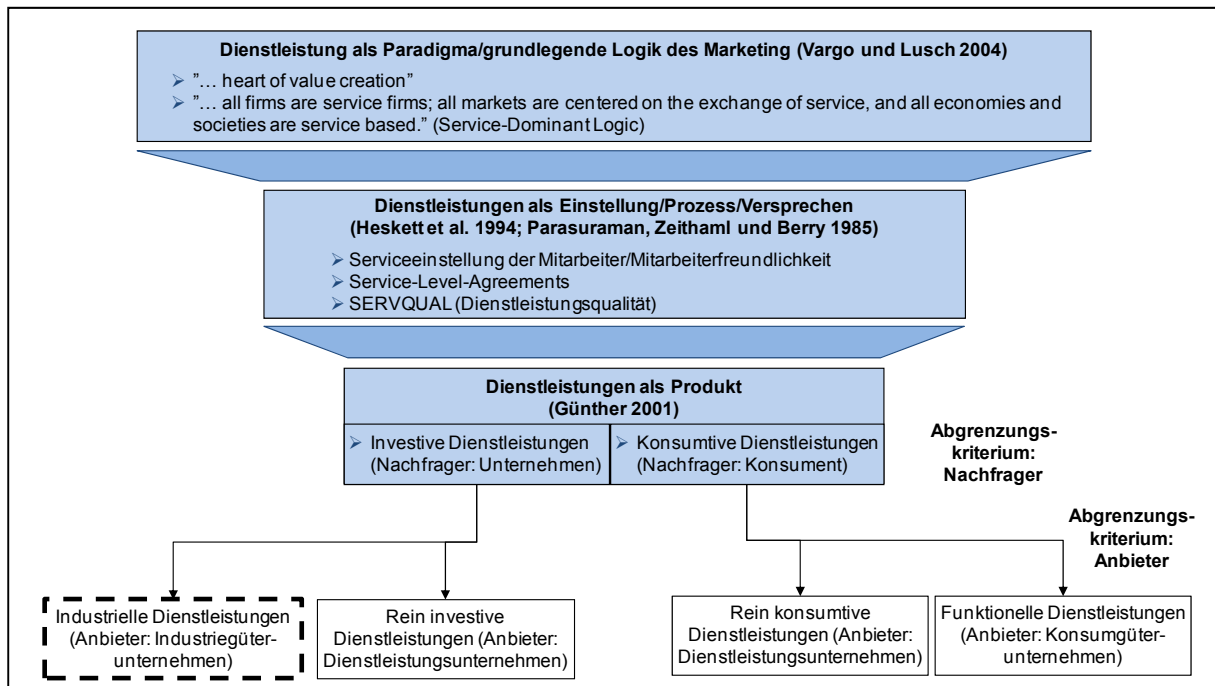 Dienstleistung als Paradigma/grundlegende Logik des Marketing (Vargo und Lusch 2004)
➢ "… heart of value creation"
➢ "… all firms are service firms; all markets are centered on the exchange of service, and all economies and
societies are service based." (Service-Dominant Logic)
Dienstleistungen als Einstellung/Prozess/Versprechen
(Heskett et al. 1994; Parasuraman, Zeithaml und Berry 1985)
➢ Serviceeinstellung der Mitarbeiter/Mitarbeiterfreundlichkeit
➢ Service-Level-Agreements
➢ SERVQUAL (Dienstleistungsqualität)
Dienstleistungen als Produkt
(Günther 2001)
➢ Investive Dienstleistungen
(Nachfrager: Unternehmen)
➢ Konsumtive Dienstleistungen
(Nachfrager: Konsument)
Abgrenzungs-
kriterium:
Nachfrager
Abgrenzungs-
kriterium:
Anbieter
Industrielle Dienstleistungen
(Anbieter: Industriegüter-
unternehmen)
Rein investive
Dienstleistungen (Anbieter:
Dienstleistungsunternehmen)
Rein konsumtive
Dienstleistungen (Anbieter:
Dienstleistungsunternehmen)
Funktionelle Dienstleistungen
(Anbieter: Konsumgüter-
unternehmen)